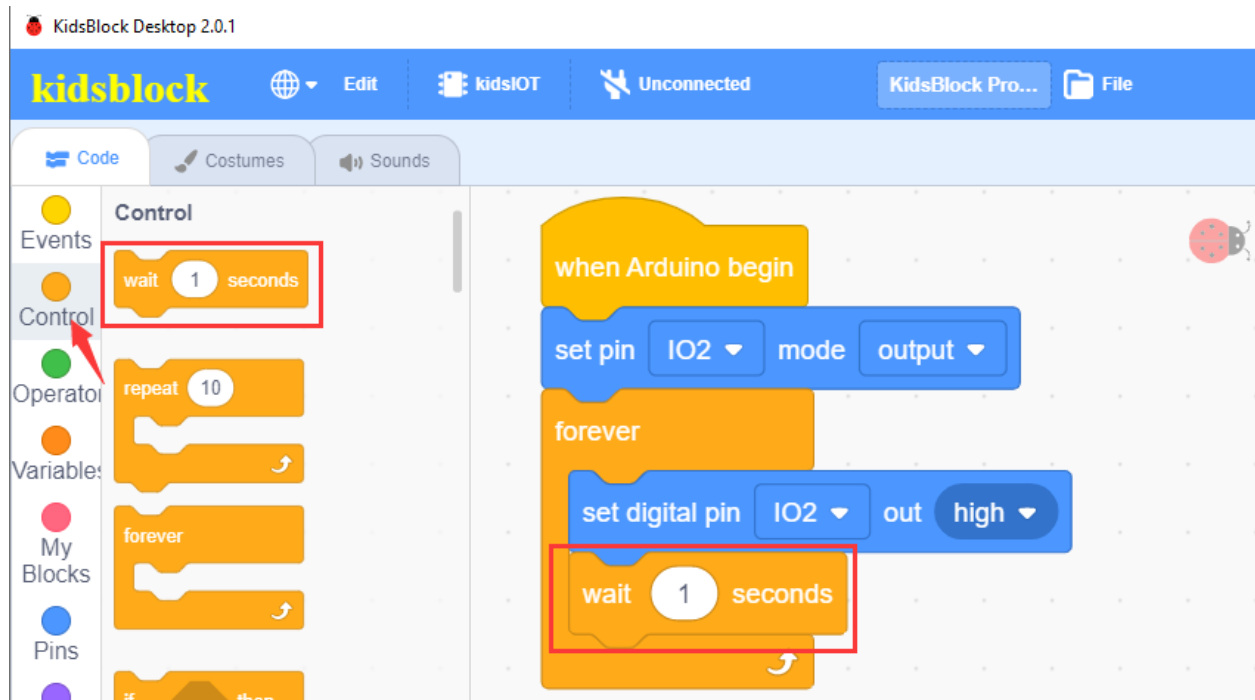 KidsBlock Desktop 2.0.1
kidsblock Edit kidsIOT Unconnected KidsBlock Pro... File
Code Costumes Sounds
Events
Control
Operator
Variables
My
Blocks
Pins
Control
wait 1 seconds
repeat 10
forever
if then
when Arduino begin
set pin IO2 mode output
forever
set digital pin IO2 out high
wait 1 seconds